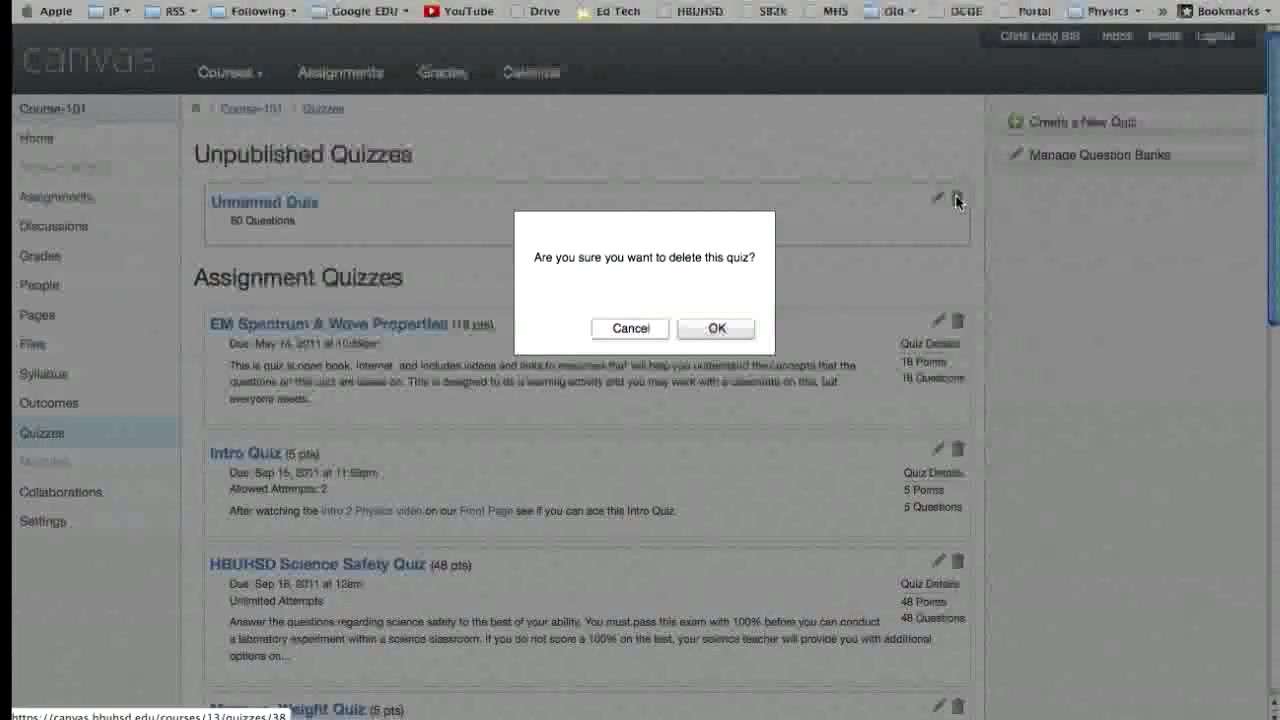 Apple IP RSS Following Google EDU YouTube Drive Ed Tech HBUHSD SB2K MHS Old OCDE Portal Physics » Bookmarks
canvas
Chris Long BIS Inbox Profile Logout
Courses Assignments Grades Calendar
Course-101
Home
Assignments
Discussions
Grades
People
Pages
Files
Syllabus
Outcomes
Quizzes
Modules
Collaborations
Settings
Course-101 Quizzes
Unpublished Quizzes
Unnamed Quiz
60 Questions
Are you sure you want to delete this quiz?
Cancel OK
Assignment Quizzes
EM Spectrum & Wave Properties (18 pts)
Due: May 2011 at
This is quiz is open book, Internet, and includes videos and links to resources that will help you understand the concepts that the
questions on this quiz are based on. This is designed to be a learning activity and you may work with a classmate on this, but
everyone needs.
Quiz Details
18 Points
18 Questions
Intro Quiz (5 pts)
Due: Sep 15, 2011 at 11:59pm
Allowed Attempts: 2
After watching the Intro 2 Physics video on our Front Page see if you can ace this Intro Quiz.
Quiz Details
5 Points
5 Questions
HBUHSD Science Safety Quiz (48 pts)
Due: Sep 16, 2011 at 12am
Unlimited Attempts
Answer the questions regarding science safety to the best of your ability. You must pass this exam with 100% before you can conduct
a laboratory experiment within a science classroom. If you do not score a 100% on the test, your science teacher will provide you with additional
options on...
Quiz Details
48 Points
48 Questions
Weight Quiz (5 pts)
Create a New Quiz
Manage Question Banks
https://canvas.hbuhsd.edu/courses/13/quizzes/38